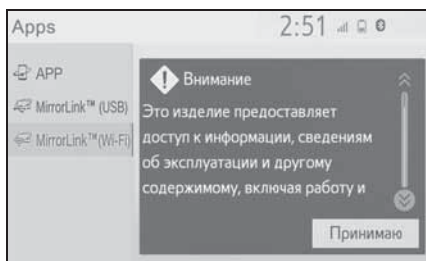 Apps
2:51
APP
MirrorLink™ (USB)
MirrorLink™(Wi-Fi)
Внимание
Это изделие предоставляет
доступ к информации, сведениям
об эксплуатации и другому
содержимому, включая работу и
Принимаю